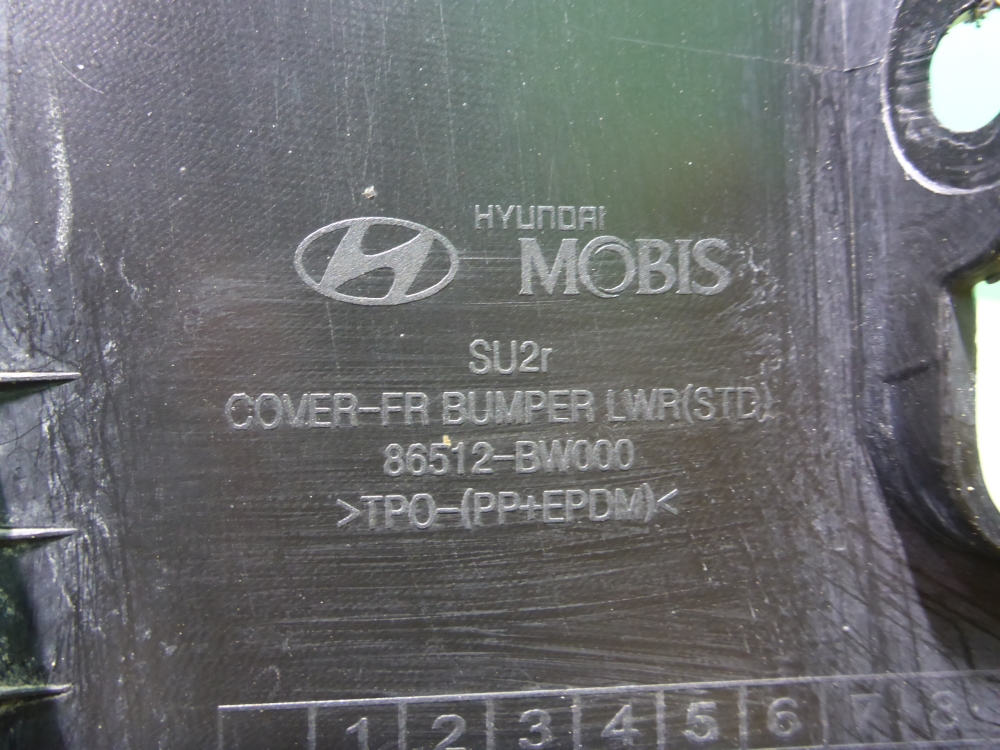 HYUNDAI
MOBIS
SU2r
COVER-FR BUMPER LWR(STD)
86512-BW000
>TPO-(PP+EPDM)<
1 2 3 4 5 6 7 8